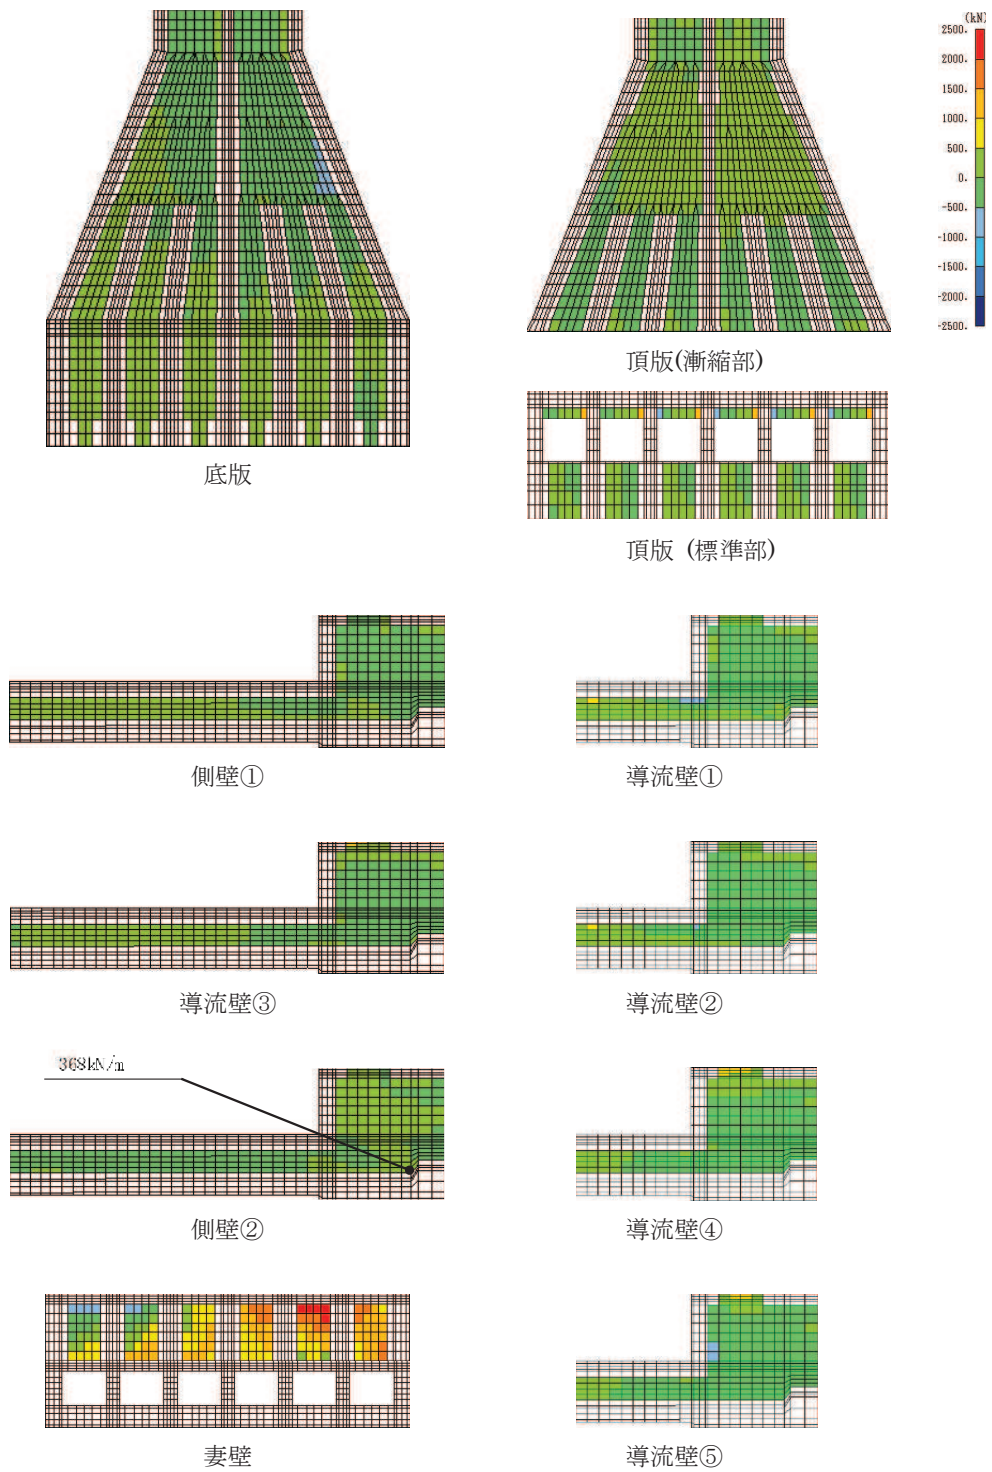 (kN)
2500.
2000.
1500.
1000.
500.
0.
-500.
-1000.
-1500.
-2000.
-2500.
頂版(漸縮部)
底版
頂版 (標準部)
側壁①
導流壁①
導流壁③
導流壁②
368kN/m
側壁②
導流壁④
妻壁
導流壁⑤